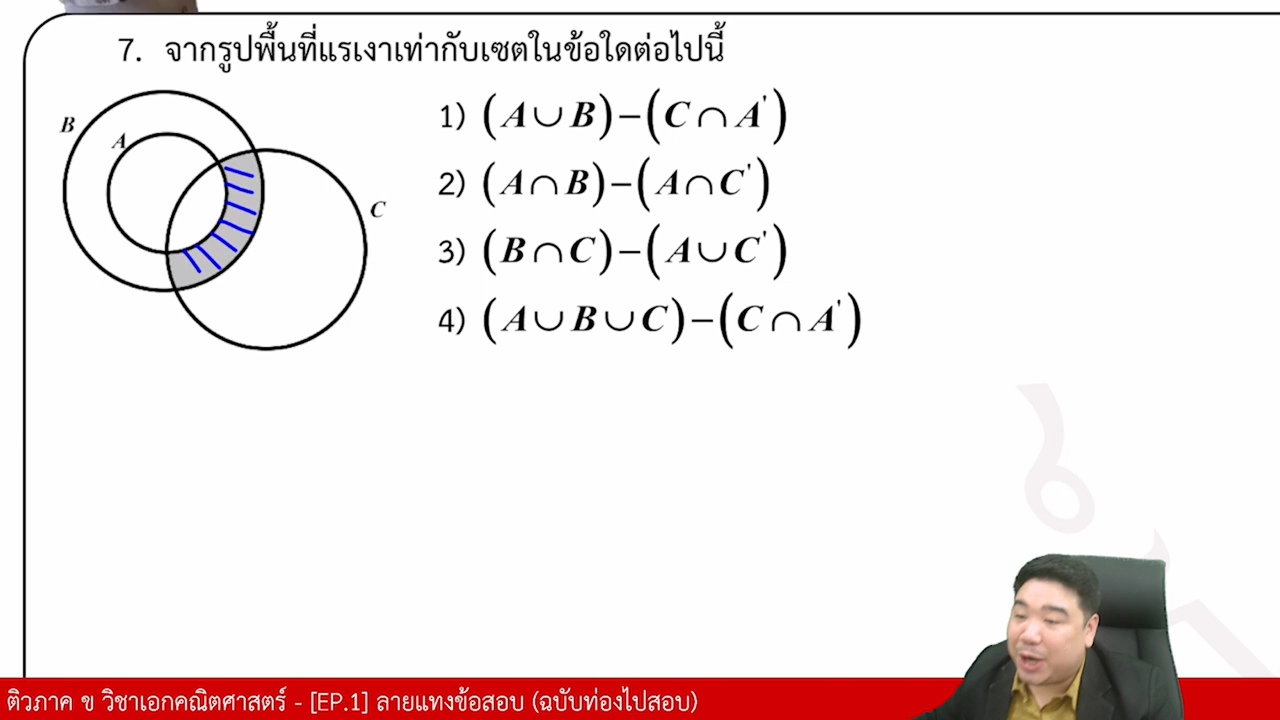 7. จากรูปพื้นที่แรเงาเท่ากับเซตในข้อใดต่อไปนี้
B
A
C
1) (A∪B)−(C∩A')
2) (A∩B)−(A∩C')
3) (B∩C)−(A∪C')
4) (A∪B∪C)−(C∩A')
ติวภาค ข วิชาเอกคณิตศาสตร์ - [EP.1] ลายแทงข้อสอบ (ฉบับท่องไปสอบ)